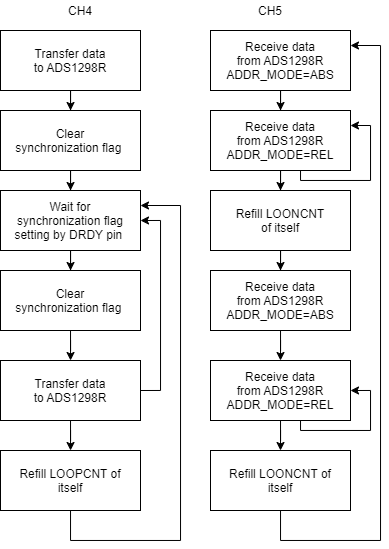 CH4
Transfer data
to ADS1298R
Clear
synchronization flag
Wait for
synchronization flag
setting by DRDY pin
Clear
synchronization flag
Transfer data
to ADS1298R
Refill LOOPCNT of
itself
CH5
Receive data
from ADS1298R
ADDR_MODE=ABS
Receive data
from ADS1298R
ADDR_MODE=REL
Refill LOONCNT
of itself
Receive data
from ADS1298R
ADDR_MODE=ABS
Receive data
from ADS1298R
ADDR_MODE=REL
Refill LOONCNT of
itself